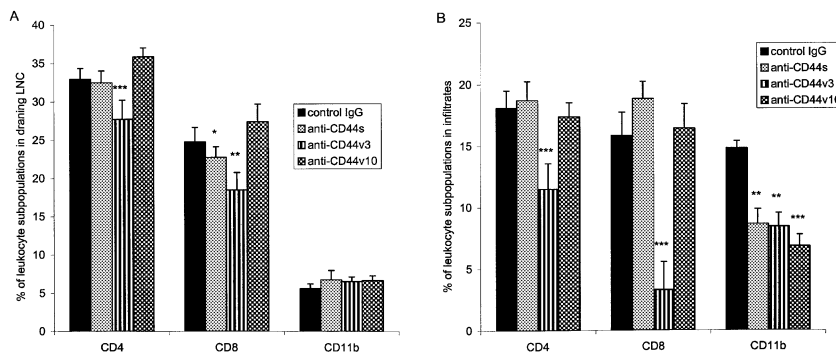 A
% of leukocyte subpopulations in draning LNC
40
35
30
25
20
15
10
5
0
***
*
**
control IgG
anti-CD44s
anti-CD44v3
anti-CD44v10
CD4
CD8
CD11b
B
% of leukocyte subpopulations in infiltrates
25
20
15
10
5
0
***
***
**
**
***
control IgG
anti-CD44s
anti-CD44v3
anti-CD44v10
CD4
CD8
CD11b